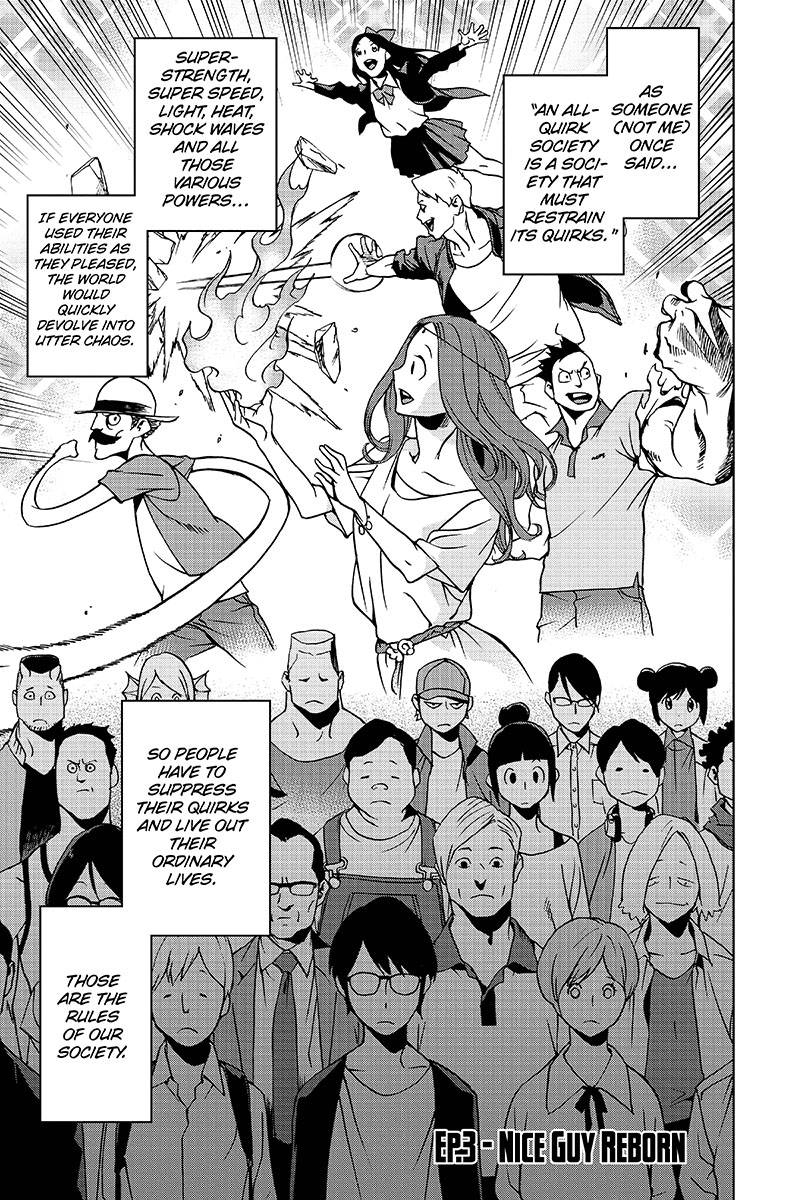 AS
SOMEONE
(NOT ME)
ONCE
SAID...
"AN ALL-
QUIRK
SOCIETY
IS A SOCI-
ETY THAT
MUST
RESTRAIN
ITS QUIRKS."
SUPER-
STRENGTH,
SUPER SPEED,
LIGHT, HEAT,
SHOCK WAVES
AND ALL
THOSE
VARIOUS
POWERS...
IF EVERYONE
USED THEIR
ABILITIES AS
THEY PLEASED,
THE WORLD
WOULD
QUICKLY
DEVOLVE INTO
UTTER CHAOS.
SO PEOPLE
HAVE TO
SUPPRESS
THEIR QUIRKS
AND LIVE OUT
THEIR
ORDINARY
LIVES.
THOSE
ARE THE
RULES
OF OUR
SOCIETY.
EP.3 - NICE GUY REBORN